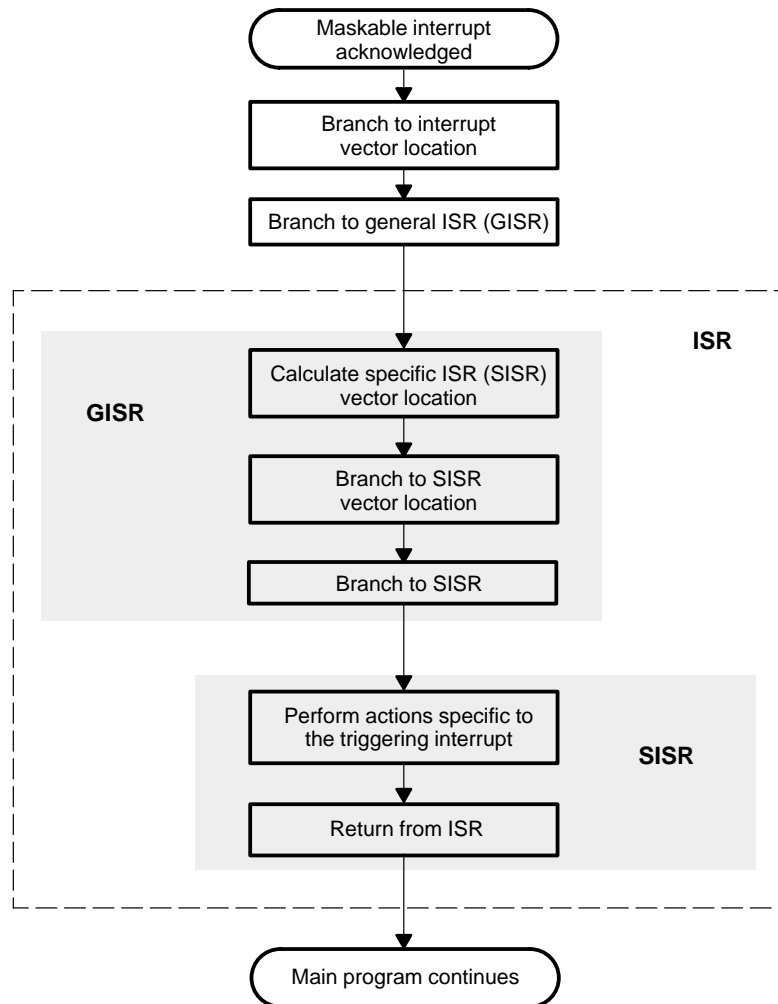 Maskable interrupt
acknowledged
Branch to interrupt
vector location
Branch to general ISR (GISR)
ISR
Calculate specific ISR (SISR)
vector location
GISR
Branch to SISR
vector location
Branch to SISR
Perform actions specific to
the triggering interrupt
SISR
Return from ISR
Main program continues